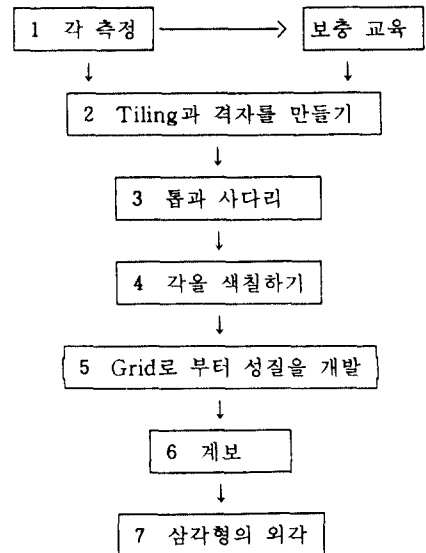 1 각 측정
보충 교육
2 Tiling과 격자를 만들기
3 톱과 사다리
4 각을 색칠하기
5 Grid로 부터 성질을 개발
6 계보
7 삼각형의 외각